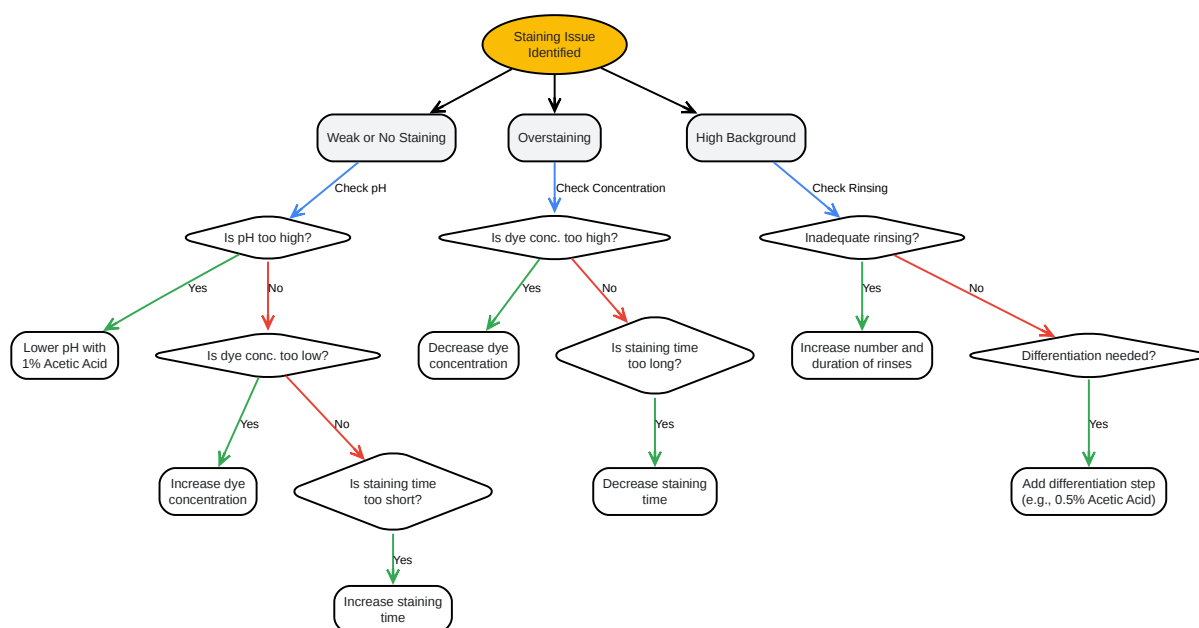 Staining Issue
Identified
Weak or No Staining
Overstaining
High Background
Check pH
Check Concentration
Check Rinsing
Is pH too high?
Is dye conc. too high?
Inadequate rinsing?
Yes
No
Yes
No
Yes
No
Lower pH with
1% Acetic Acid
Is dye conc. too low?
Decrease dye
concentration
Is staining time
too long?
Increase number and
duration of rinses
Differentiation needed?
Yes
No
Yes
Yes
Increase dye
concentration
Is staining time
too short?
Decrease staining
time
Add differentiation step
(e.g., 0.5% Acetic Acid)
Yes
Increase staining
time